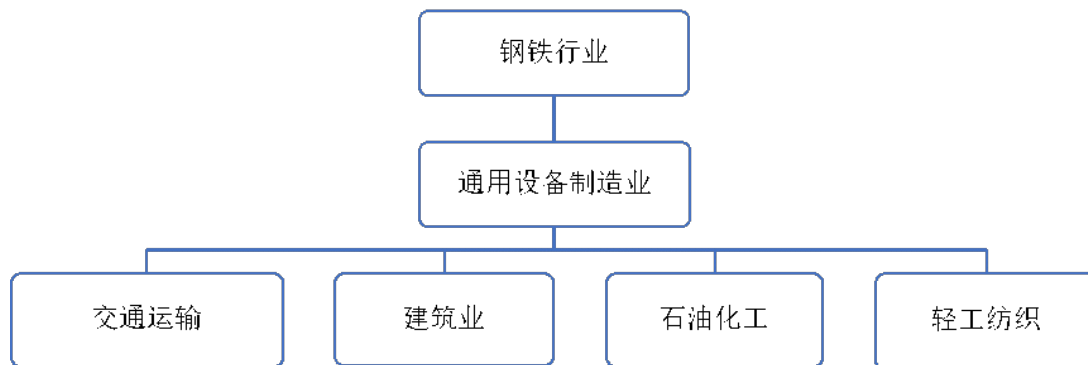 钢铁行业
通用设备制造业
交通运输
建筑业
石油化工
轻工纺织